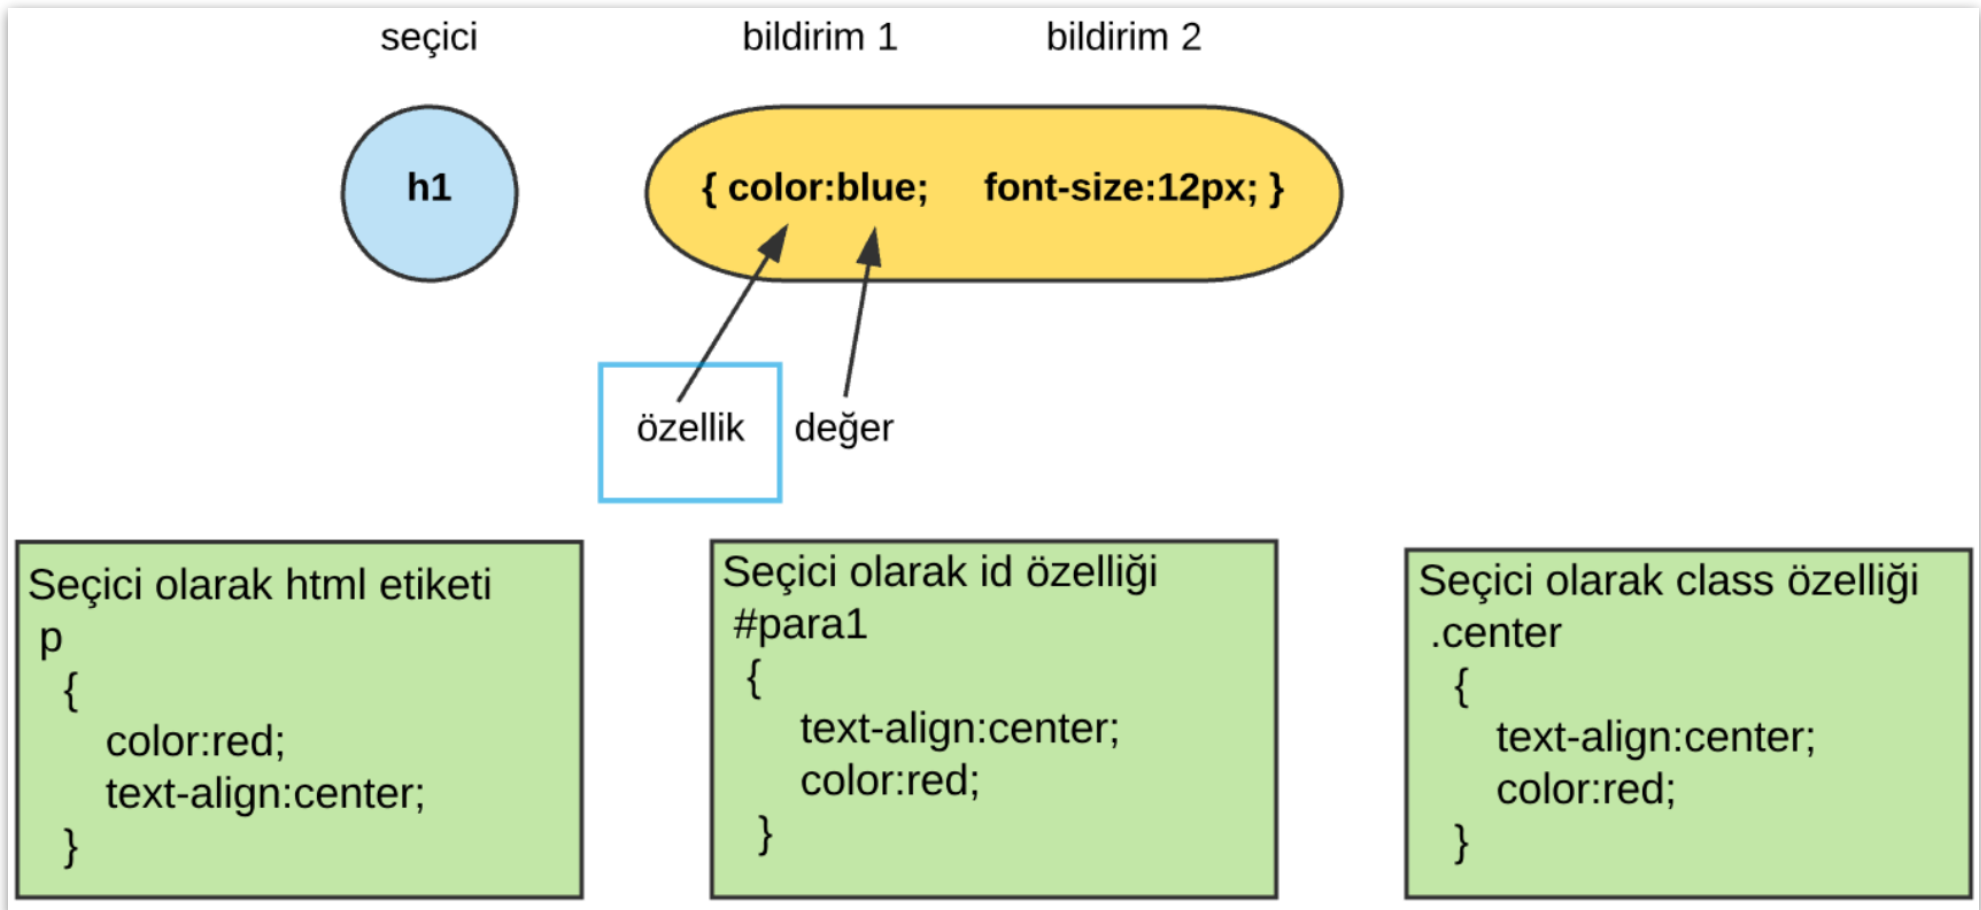 seçici
bildirim 1
bildirim 2
h1
{ color:blue; font-size:12px; }
özellik
değer
Seçici olarak html etiketi
p
{
color:red;
text-align:center;
}
Seçici olarak id özelliği
#para1
{
text-align:center;
color:red;
}
Seçici olarak class özelliği
.center
{
text-align:center;
color:red;
}